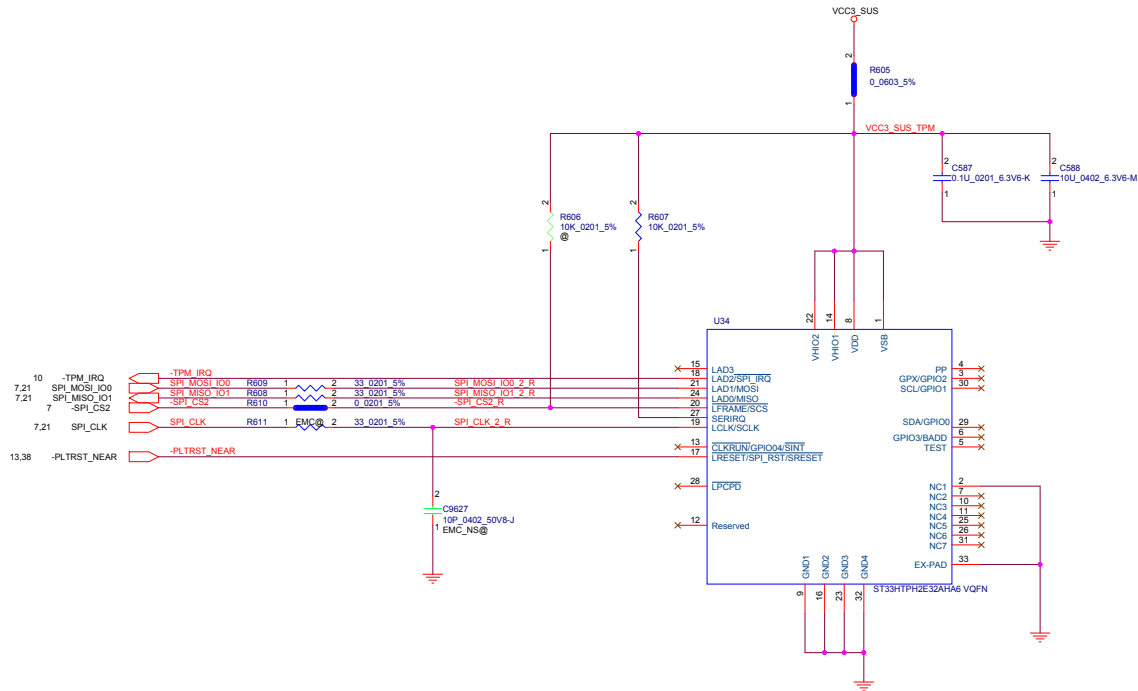 VCC3_SUS
2
R605
0_0603_5%
1
VCC3_SUS_TPM
2
C587
0.1U_0201_6.3V6-K
1
2
C588
10U_0402_6.3V6-M
1
2
R606
10K_0201_5%
@
1
2
R607
10K_0201_5%
1
U34
22
14
8
1
VHIO2
VHIO1
VDD
VSB
10 -TPM_IRQ -TPM_IRQ
7,21 SPI_MOSI_IO0 SPI_MOSI_IO0 R609 1 2 33_0201_5% SPI_MOSI_IO0_2_R
7,21 SPI_MISO_IO1 SPI_MISO_IO1 R608 1 2 33_0201_5% SPI_MISO_IO1_2_R
7 -SPI_CS2 -SPI_CS2 R610 1 2 0_0201_5% -SPI_CS2_R
7,21 SPI_CLK SPI_CLK R611 1 EMC@ 2 33_0201_5% SPI_CLK_2_R
13,38 -PLTRST_NEAR -PLTRST_NEAR
15 LAD3
18 LAD2/SPI_IRQ
21 LAD1/MOSI
24 LAD0/MISO
20 LFRAME/SCS
27 SERIRQ
19 LCLK/SCLK
13 CLKRUN/GPIO04/SINT
17 LRESET/SPI_RST/SRESET
28 LPCPD
12 Reserved
PP 4
GPX/GPIO2 3
SCL/GPIO1 30
SDA/GPIO0 29
GPIO3/BADD 6
TEST 5
NC1 2
NC2 7
NC3 10
NC4 11
NC5 25
NC6 26
NC7 31
EX-PAD 33
2
C9627
10P_0402_50V8-J
1 EMC_NS@
GND1
GND2
GND3
GND4
9
16
23
32
ST33HTPH2E32AHA6 VQFN